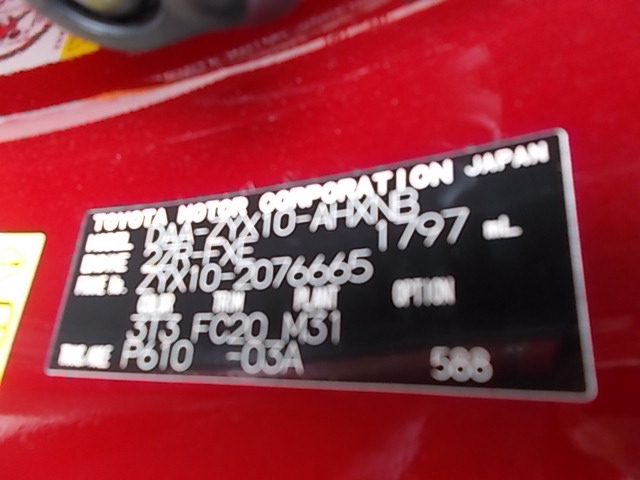 TOYOTA MOTOR CORPORATION JAPAN
MODEL DAA-ZYX10-AHXNB
ENGINE 2ZR-FXE 1797 mL
FRAME No. ZYX10-2076665
COLOR TRIM PLANT OPTION
3T3 FC20 M31
TRANS/AXLE P610 -03A 588